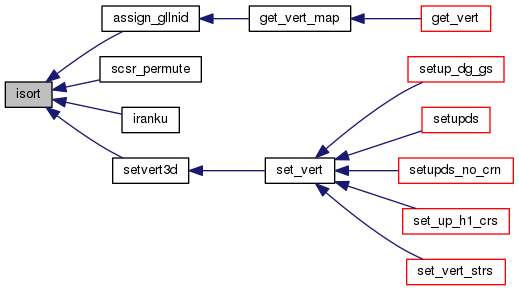 assign_gllnid
get_vert_map
get_vert
scsr_permute
setup_dg_gs
isort
iranku
setupds
setvert3d
set_vert
setupds_no_crn
set_up_h1_crs
set_vert_strs